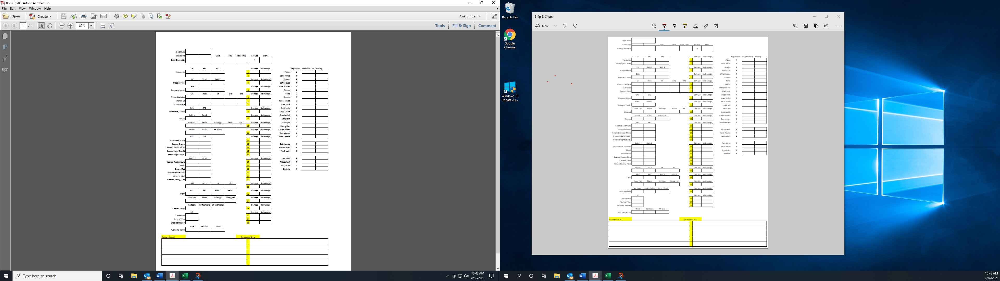 Book1.pdf - Adobe Acrobat Pro
File Edit View Window Help
Open Create Customize
1 / 1 80% Tools Fill & Sign Comment
Unit Name
Clean Date Start Stop Total Time Allowed Extra
Clean Cleaned by 4
LR BR1 BR1 Damage No Damage Regulation On Check Out Missing
Vacuumed 1 Plates 4
2 Salad Plates 4
Kit Bath 1 Bath 2 Damage No Damage Bowles 4
Mopped Floor 3 Coffee Cups 4
Deck Damage No Damage Wine Glasses 4
Removed Leaves 4 Glasses 4
LR Deck Kit BR1 BR2 Damage No Damage Forks 6
Cleaned Window 5 Spoons 6
Dusted Sill 6 Dinner knives 6
Dusted Shade 7 Chef knife 2
BR1 BR2 Damage No Damage Steak knife 4
Comforter / Sheets 8 Large Skillet 1
Bath 1 Bath 2 Damage No Damage Small skillet 1
Towles 9 Large pot 1
Stove Top Oven Refridge Micro BBQ Damage No Damage Small pot 1
10 Baking dish 1
Couch Chair Bar Stools Damage No Damage Coffee Maker 1
11 Can opener 1
BR1 BR1 Damage No Damage Wine Opener 1
Cleaned Bed Frame 12
Cleaned Dresser 13 Bath towels 4
Cleaned Dresser Mirror 14 Hand Towles 4
Cleaned Night Stand 1 15 Wash cloth 4
Cleaned Night Stand 2 16
Bath 1 Bath 2 Damage No Damage Top Sheet 4
Cleaned Tub Surround 17 Fitted sheet 4
Mold? 18 Comforter 2
Cleaned Tub 19 Blankets 4
Cleaned Shower Door 20
Cleaned Toilet 21
Cleaned Vanity / Sink 22
Porch Deck LR Kit Damage No Damage
23
BR1 BR2 Bath 1 Bath 2 Damage No Damage
Lights 24
Stove Top Micro Refridge Dining Fan Damage No Damage
25
Kit Table Coffee Table LR End Tables Damage No Damage
Cleaned Tables 26
LR Damage No Damage
Cleaned TV 27
Turned TV on 28
Checked Internet 29
Wine Sanitizer TY Card
Welcome Basket
Damage Found Dammaged Area
Type here to search
10:48 AM
2/16/2021
Recycle Bin
Google
Chrome
Windows 10
Update As...
Snip & Sketch
New
Unit Name
Clean Date Start Stop Total Time Allowed Extra
Clean Cleaned by 4
LR BR1 BR1 Damage No Damage Regulation On Check Out Missing
Vacuumed 1 Plates 4
Shampooed Carpet 2 Salad Plates 4
Kit Bath 1 Bath 2 Damage No Damage Bowles 4
Mopped Floor 3 Coffee Cups 4
Deck Damage No Damage Wine Glasses 4
Removed Leaves 4 Glasses 4
LR Deck Kit BR1 BR2 Damage No Damage Forks 6
Cleaned Window 5 Spoons 6
Dusted Sill 6 Dinner knives 6
Dusted Shade 7 Chef knife 2
BR1 BR2 Damage No Damage Steak knife 4
Changed Sheets 8 Large Skillet 1
Bath 1 Bath 2 Damage No Damage Small skillet 1
Changed Towles 9 Large pot 1
Stove Top Oven Refridge Micro BBQ Damage No Damage Small pot 1
Cleaned 10 Baking dish 1
Couch Chair Bar Stools Damage No Damage Coffee Maker 1
Cleaned 11 Can opener 1
BR1 BR1 Damage No Damage Wine Opener 1
Cleaned Bed Frame 12
Cleaned Dresser 13 Bath towels 4
Cleaned Dresser Mirror 14 Hand Towles 4
Cleaned Night Stand 1 15 Wash cloth 4
Cleaned Night Stand 2 16
Bath 1 Bath 2 Damage No Damage Top Sheet 4
Cleaned Tub Surround 17 Fitted sheet 4
Mold? 18 Comforter 2
Cleaned Tub 19 Blankets 4
Cleaned Shower Door 20
Cleaned Toilet 21
Cleaned Vanity / Sink 22
Porch Deck LR Kit Damage No Damage
23
BR1 BR2 Bath 1 Bath 2 Damage No Damage
Lights 24
Stove Top Micro Refridge Dining Fan Damage No Damage
25
Kit Table Coffee Table LR End Tables Damage No Damage
Cleaned Tables 26
LR Damage No Damage
Cleaned TV 27
Turned TV on 28
Checked Internet 29
Wine Sanitizer TY Card
Welcome Basket
Damage Found Dammaged Area
10:48 AM
2/16/2021